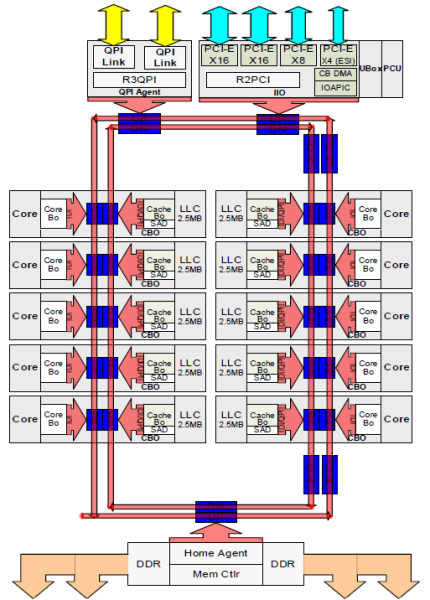 QPI Link
QPI Link
R3QPI
QPI Agent
PCI-E X16
PCI-E X16
PCI-E X8
PCI-E X4 (ESI)
R2PCI
CB DMA
IOAPIC
IIO
UBox
PCU
Core
Core Bo
IDI
IDI/QPII
Cache Bo
SAD
CBO
LLC 2.5MB
LLC 2.5MB
Cache Bo
SAD
IDI/QPII
CBO
IDI
Core Bo
Core
Core
Core Bo
Cache Bo
SAD
CBO
LLC 2.5MB
LLC 2.5MB
Cache Bo
SAD
CBO
Core Bo
Core
Core
Core Bo
Cache Bo
SAD
CBO
LLC 2.5MB
LLC 2.5MB
Cache Bo
SAD
CBO
Core Bo
Core
Core
Core Bo
Cache Bo
SAD
CBO
LLC 2.5MB
LLC 2.5MB
Cache Bo
SAD
CBO
Core Bo
Core
Core
Core Bo
Cache Bo
SAD
CBO
LLC 2.5MB
LLC 2.5MB
Cache Bo
SAD
CBO
Core Bo
Core
DDR
Home Agent
Mem Ctlr
DDR